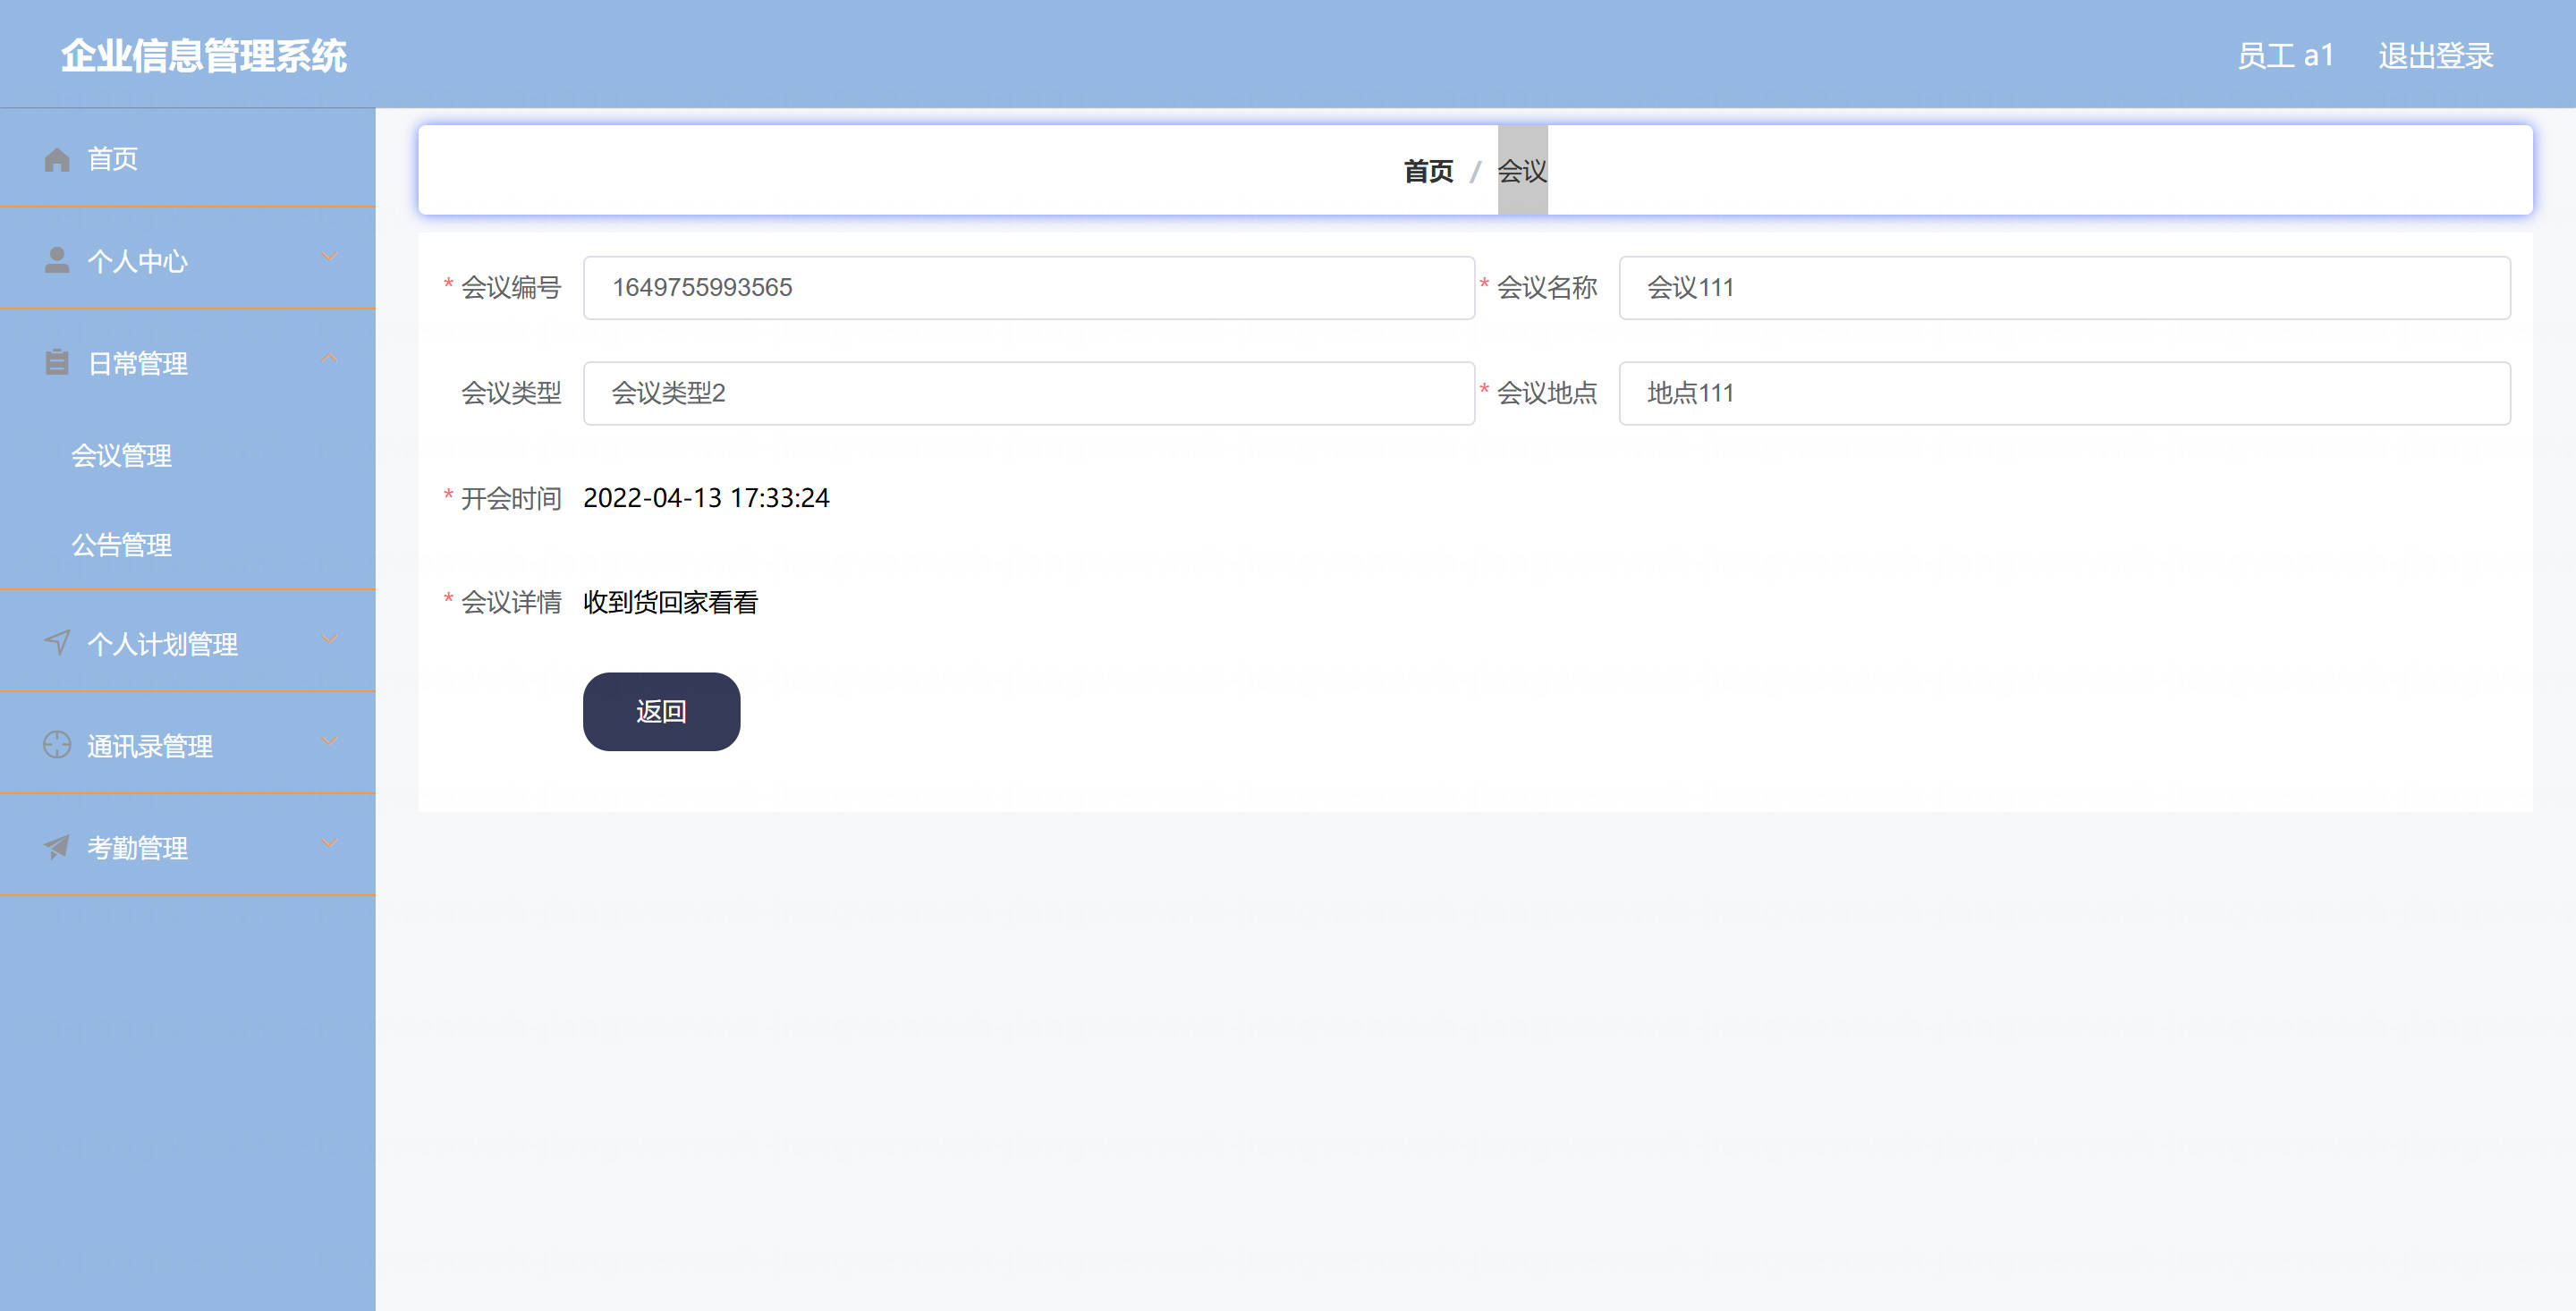 企业信息管理系统
员工 a1 退出登录
首页
个人中心
日常管理
会议管理
公告管理
个人计划管理
通讯录管理
考勤管理
首页 / 会议
* 会议编号 1649755993565 * 会议名称 会议111
会议类型 会议类型2 * 会议地点 地点111
* 开会时间 2022-04-13 17:33:24
* 会议详情 收到货回家看看
返回